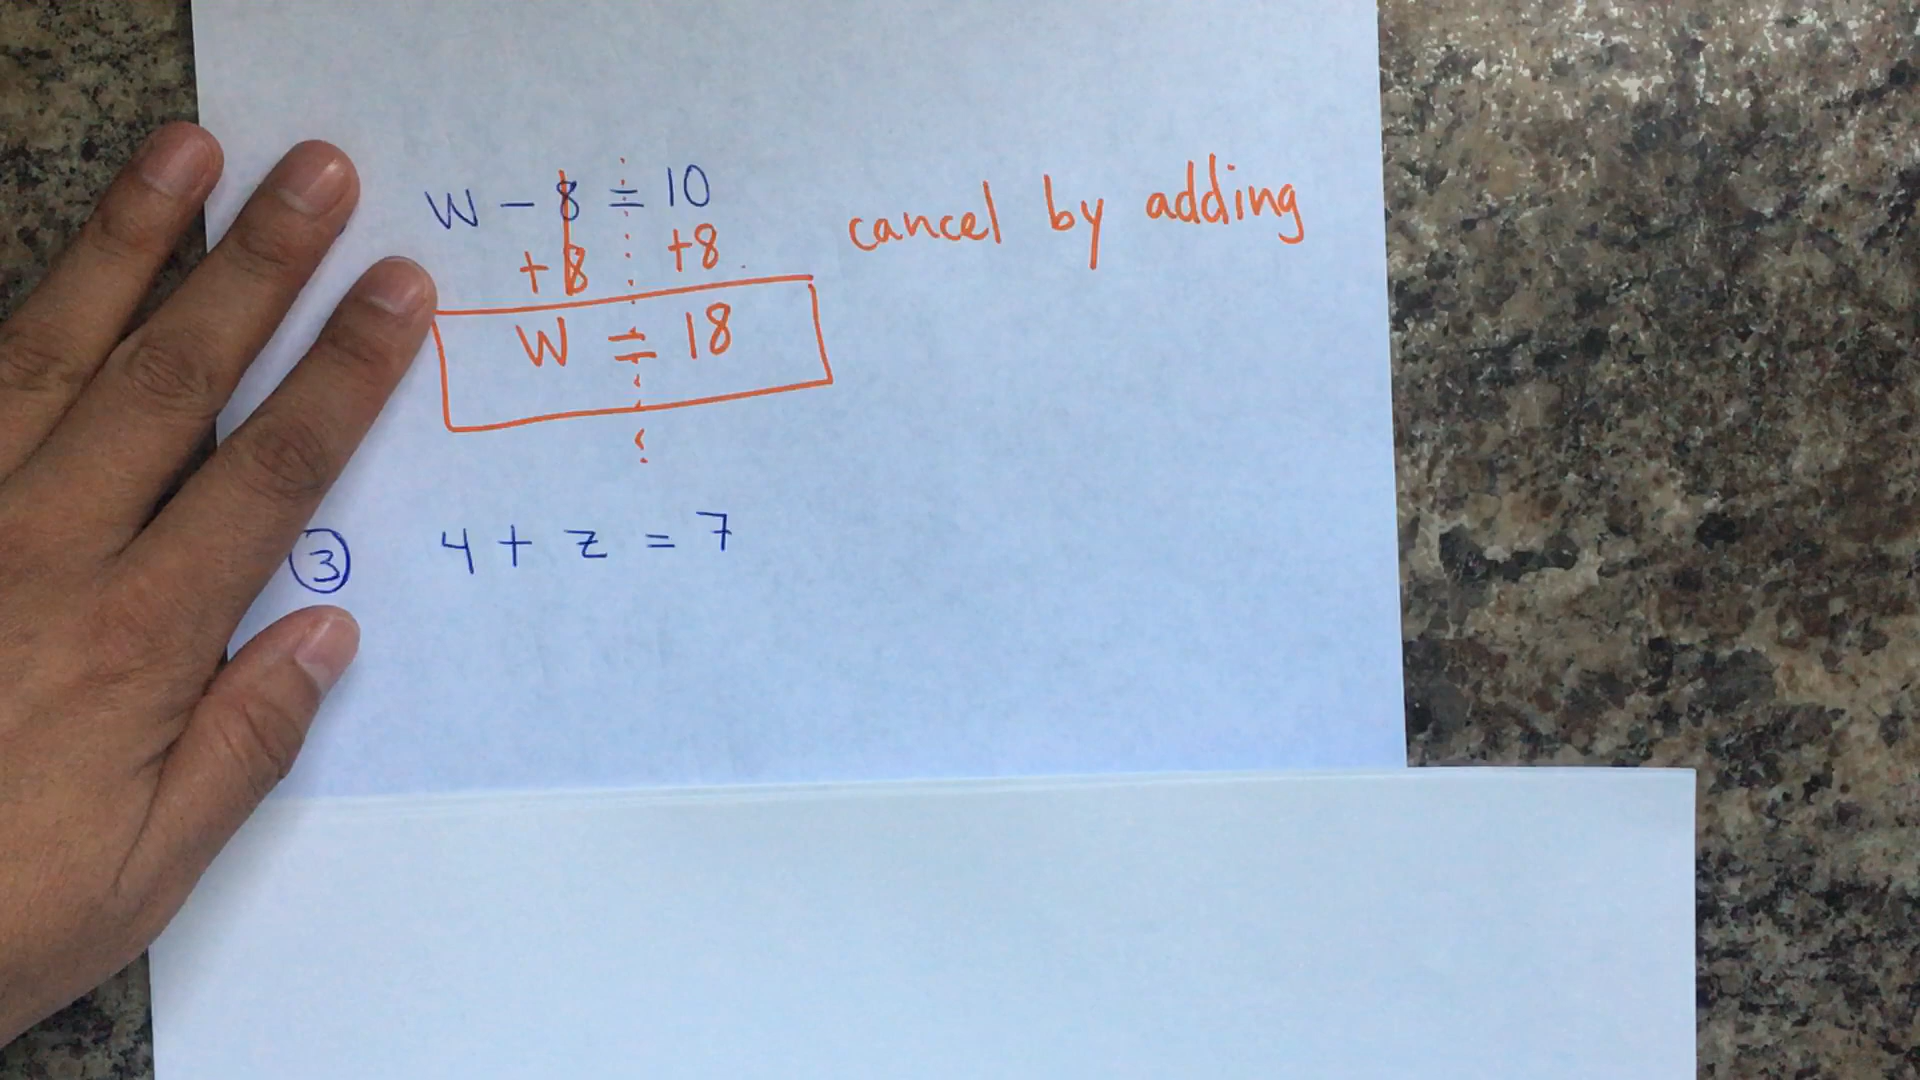 W - 8 = 10 cancel by adding
+ 8 +8
W = 18
3 4 + z = 7